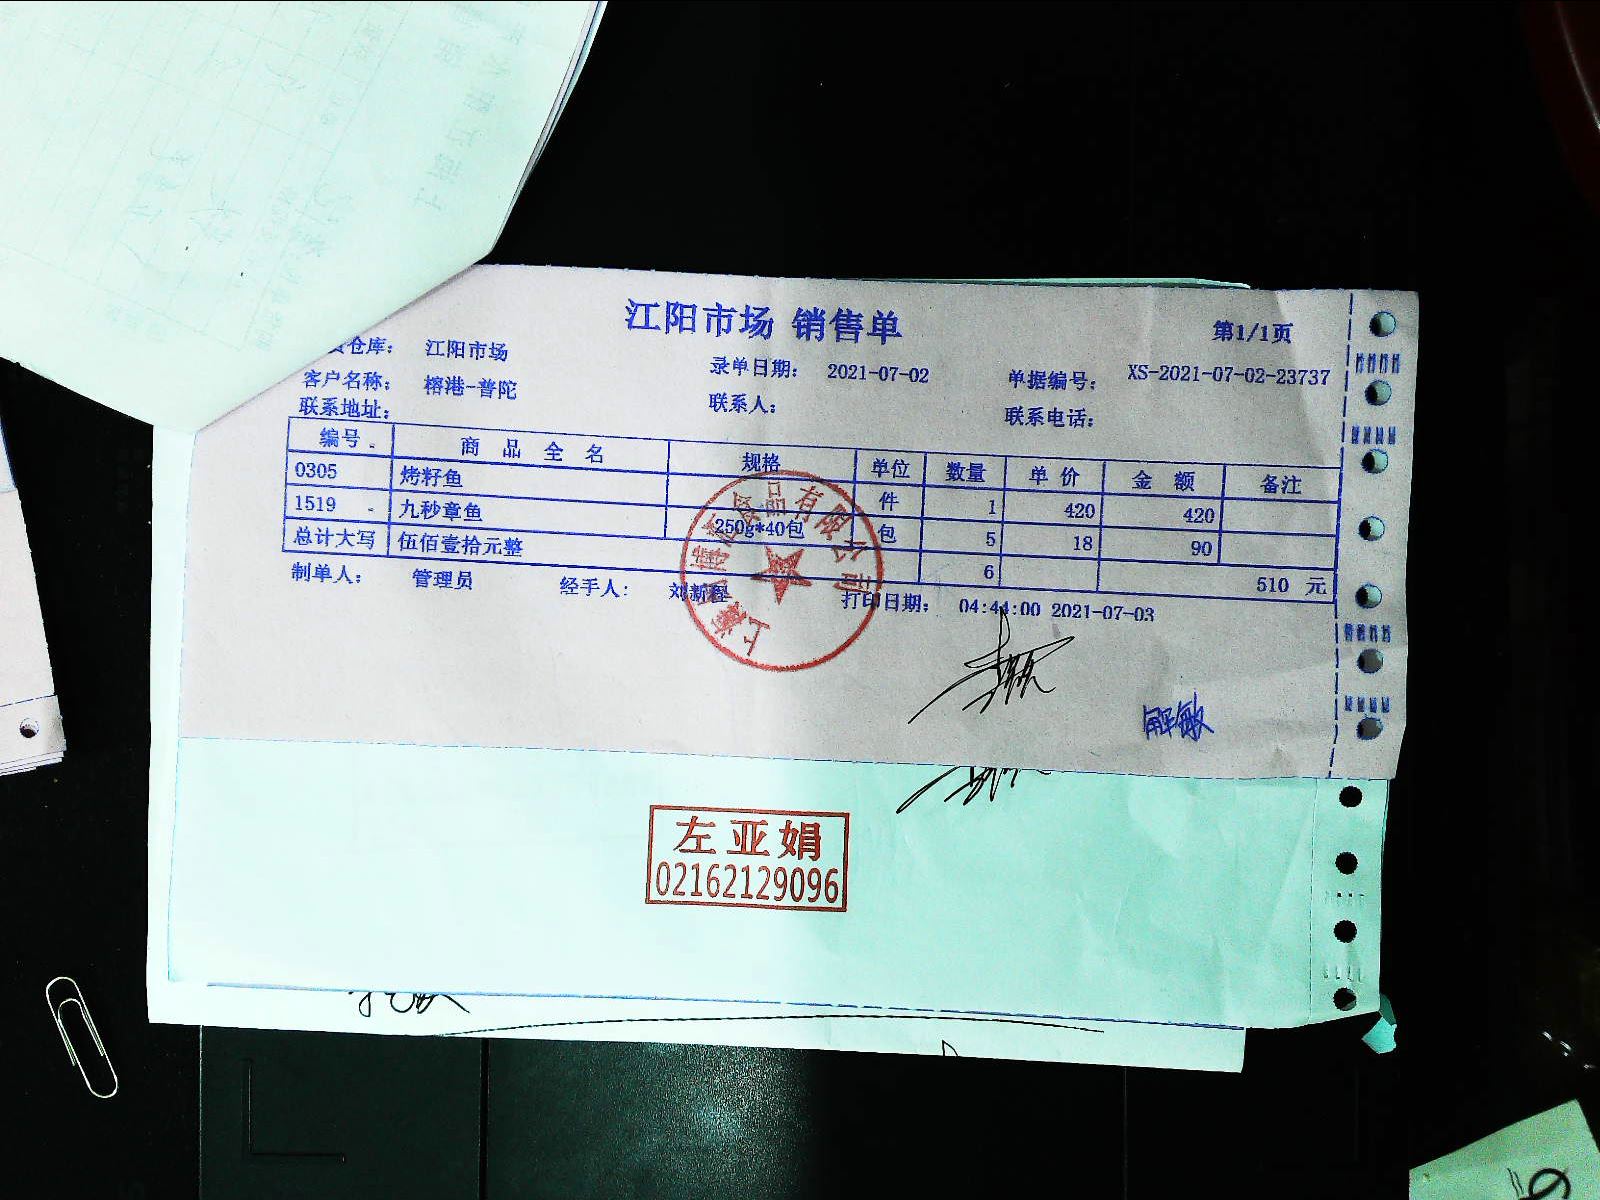 江阳市场 销售单
第1/1页
仓库： 江阳市场
录单日期： 2021-07-02
单据编号： XS-2021-07-02-23737
客户名称： 榕港-普陀
联系人：
联系电话：
联系地址：
编号 商品全名 规格 单位 数量 单价 金额 备注
0305 烤籽鱼 件 1 420 420
1519 九秒章鱼 250g*40包 包 5 18 90
总计大写 伍佰壹拾元整 6 510 元
制单人： 管理员 经手人： 刘新程 打印日期： 04:44:00 2021-07-03
解敏
左亚娟
02162129096